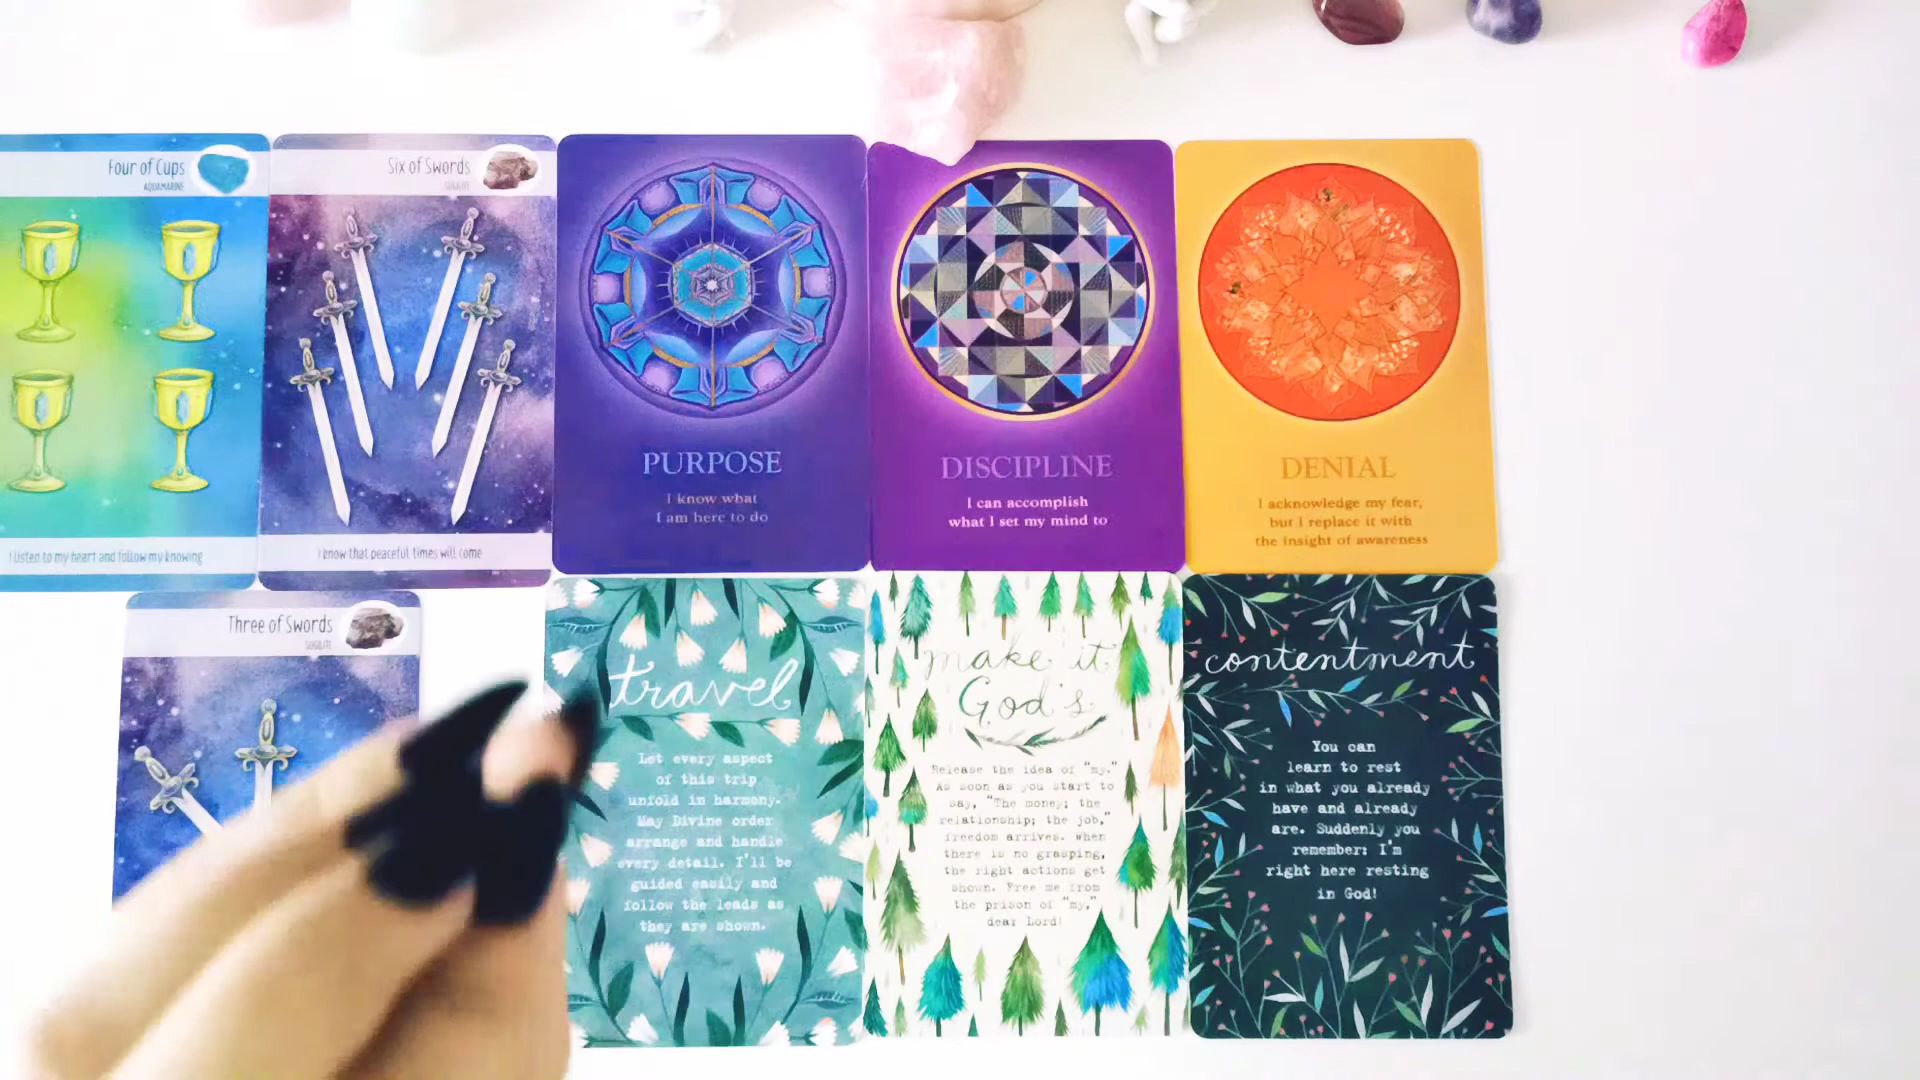 Four of Cups
AQUAMARINE
I listen to my heart and follow my knowing
Six of Swords
SUGILITE
I know that peaceful times will come
PURPOSE
I know what
I am here to do
DISCIPLINE
I can accomplish
what I set my mind to
DENIAL
I acknowledge my fear,
but I replace it with
the insight of awareness
Three of Swords
SUGILITE
travel
Let every aspect
of this trip
unfold in harmony.
May Divine order
arrange and handle
every detail. I'll be
guided easily and
follow the leads as
they are shown.
make it
God's
Release the idea of "my."
As soon as you start to
say, "The money; the
relationship; the job,"
freedom arrives. When
there is no grasping,
the right actions get
shown. Free me from
the prison of "my,"
dear Lord!
contentment
You can
learn to rest
in what you already
have and already
are. Suddenly you
remember: I'm
right here resting
in God!